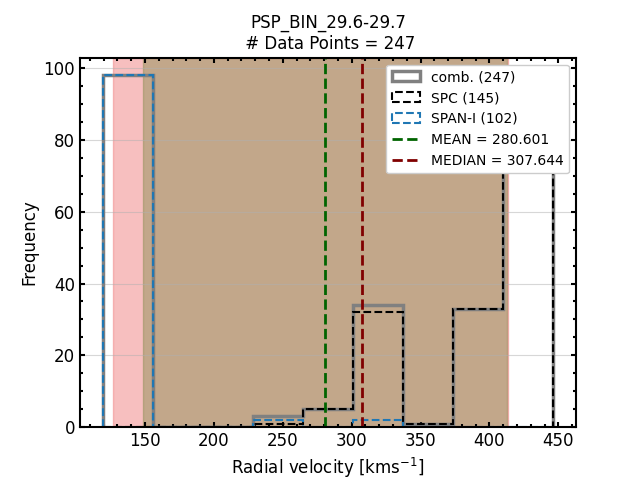 PSP_BIN_29.6-29.7
# Data Points = 247
comb. (247)
SPC (145)
SPAN-I (102)
MEAN = 280.601
MEDIAN = 307.644
Frequency
100
80
60
40
20
0
150
200
250
300
350
400
450
Radial velocity [kms⁻¹]